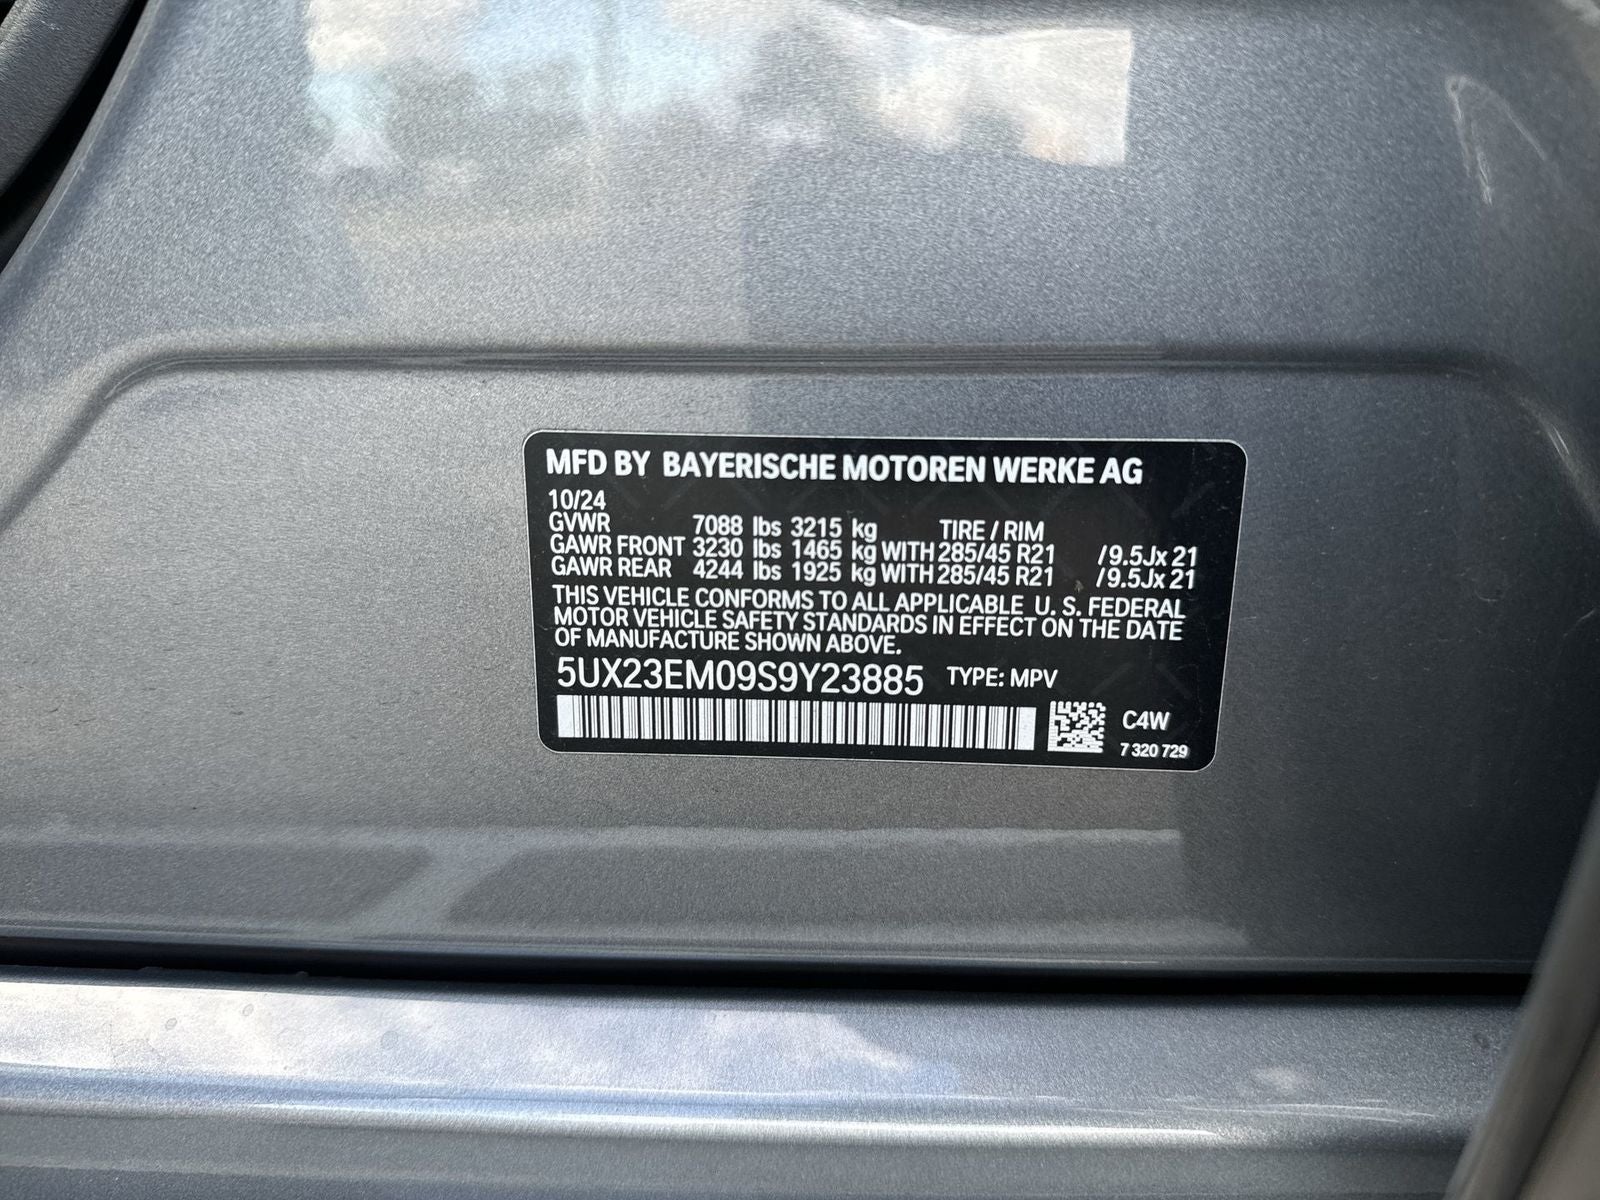 MFD BY BAYERISCHE MOTOREN WERKE AG
10/24
GVWR 7088 lbs 3215 kg TIRE / RIM
GAWR FRONT 3230 lbs 1465 kg WITH 285/45 R21 /9.5Jx 21
GAWR REAR 4244 lbs 1925 kg WITH 285/45 R21 /9.5Jx 21
THIS VEHICLE CONFORMS TO ALL APPLICABLE U. S. FEDERAL
MOTOR VEHICLE SAFETY STANDARDS IN EFFECT ON THE DATE
OF MANUFACTURE SHOWN ABOVE.
5UX23EM09S9Y23885 TYPE: MPV
C4W
7 320 729